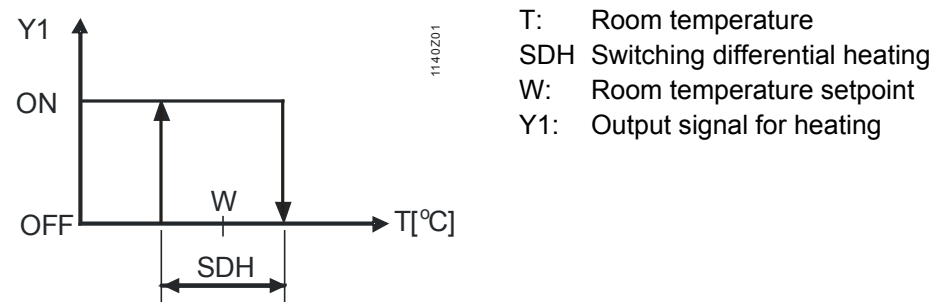 Y1
ON
OFF
W
T[°C]
SDH
1140Z01
T: Room temperature
SDH Switching differential heating
W: Room temperature setpoint
Y1: Output signal for heating